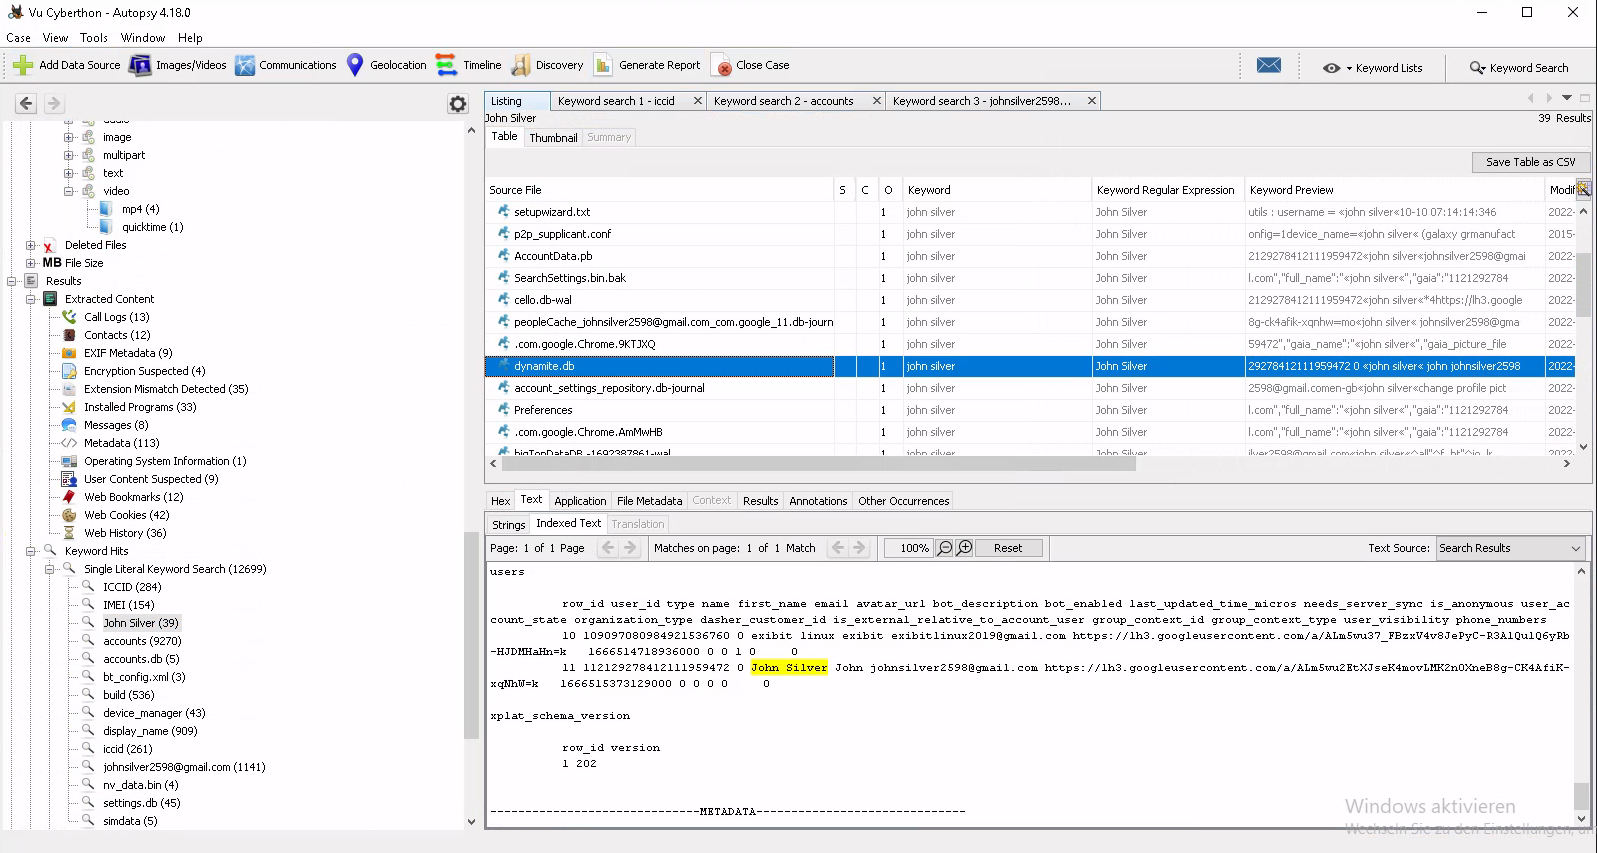 Vu Cyberthon - Autopsy 4.18.0
Case View Tools Window Help
Add Data Source Images/Videos Communications Geolocation Timeline Discovery Generate Report Close Case Keyword Lists Keyword Search
image
multipart
text
video
mp4 (4)
quicktime (1)
Deleted Files
MB File Size
Results
Extracted Content
Call Logs (13)
Contacts (12)
EXIF Metadata (9)
Encryption Suspected (4)
Extension Mismatch Detected (35)
Installed Programs (33)
Messages (8)
Metadata (113)
Operating System Information (1)
User Content Suspected (9)
Web Bookmarks (12)
Web Cookies (42)
Web History (36)
Keyword Hits
Single Literal Keyword Search (12699)
ICCID (284)
IMEI (154)
John Silver (39)
accounts (9270)
accounts.db (5)
bt_config.xml (3)
build (536)
device_manager (43)
display_name (909)
iccid (261)
johnsilver2598@gmail.com (1141)
nv_data.bin (4)
settings.db (45)
simdata (5)
Listing Keyword search 1 - iccid Keyword search 2 - accounts Keyword search 3 - johnsilver2598...
John Silver 39 Results
Table Thumbnail Summary
Save Table as CSV
Source File S C O Keyword Keyword Regular Expression Keyword Preview Modif
setupwizard.txt 1 john silver John Silver utils : username = «john silver«10-10 07:14:14:346 2022-
p2p_supplicant.conf 1 john silver John Silver onfig=1device_name=«john silver« (galaxy grmanufact 2015-
AccountData.pb 1 john silver John Silver 2129278412111959472«john silver«johnsilver2598@gmai 2022-
SearchSettings.bin.bak 1 john silver John Silver l.com","full_name":"«john silver«","gaia":"1121292784 2022-
cello.db-wal 1 john silver John Silver 2129278412111959472«john silver«*4https://lh3.google 2022-
peopleCache_johnsilver2598@gmail.com_com.google_11.db-journ 1 john silver John Silver 8g-ck4afik-xqnhw=mo«john silver« johnsilver2598@gma 2022-
.com.google.Chrome.9KTJXQ 1 john silver John Silver 59472","gaia_name":"«john silver«","gaia_picture_file 2022-
dynamite.db 1 john silver John Silver 29278412111959472 0 «john silver« john johnsilver2598 2022-
account_settings_repository.db-journal 1 john silver John Silver 2598@gmail.comen-gb«john silver«change profile pict 2022-
Preferences 1 john silver John Silver l.com","full_name":"«john silver«","gaia":"1121292784 2022-
.com.google.Chrome.AmMwHB 1 john silver John Silver l.com","full_name":"«john silver«","gaia":"1121292784 2022-
bigTopDataDB.-1692387861-wal 1 john silver John Silver
Hex Text Application File Metadata Context Results Annotations Other Occurrences
Strings Indexed Text Translation
Page: 1 of 1 Page Matches on page: 1 of 1 Match 100% Reset Text Source: Search Results
users
row_id user_id type name first_name email avatar_url bot_description bot_enabled last_updated_time_micros needs_server_sync is_anonymous user_ac
count_state organization_type dasher_customer_id is_external_relative_to_account_user group_context_id group_context_type user_visibility phone_numbers
10 109097080984921536760 0 exibit linux exibit exibitlinux2019@gmail.com https://lh3.googleusercontent.com/a/ALm5wu37_FBzxV4v8JePyC-R3AlQulQ6yRb
-HJDMHaHn=k 1666514718936000 0 0 1 0 0
11 112129278412111959472 0 John Silver John johnsilver2598@gmail.com https://lh3.googleusercontent.com/a/ALm5wu2EtXJseK4movLMK2nOXneB8g-CK4AfiK-
xqNhW=k 1666515373129000 0 0 0 0 0
xplat_schema_version
row_id version
1 202
------------------------------METADATA------------------------------
Windows aktivieren
Wechseln Sie zu den Einstellungen, um